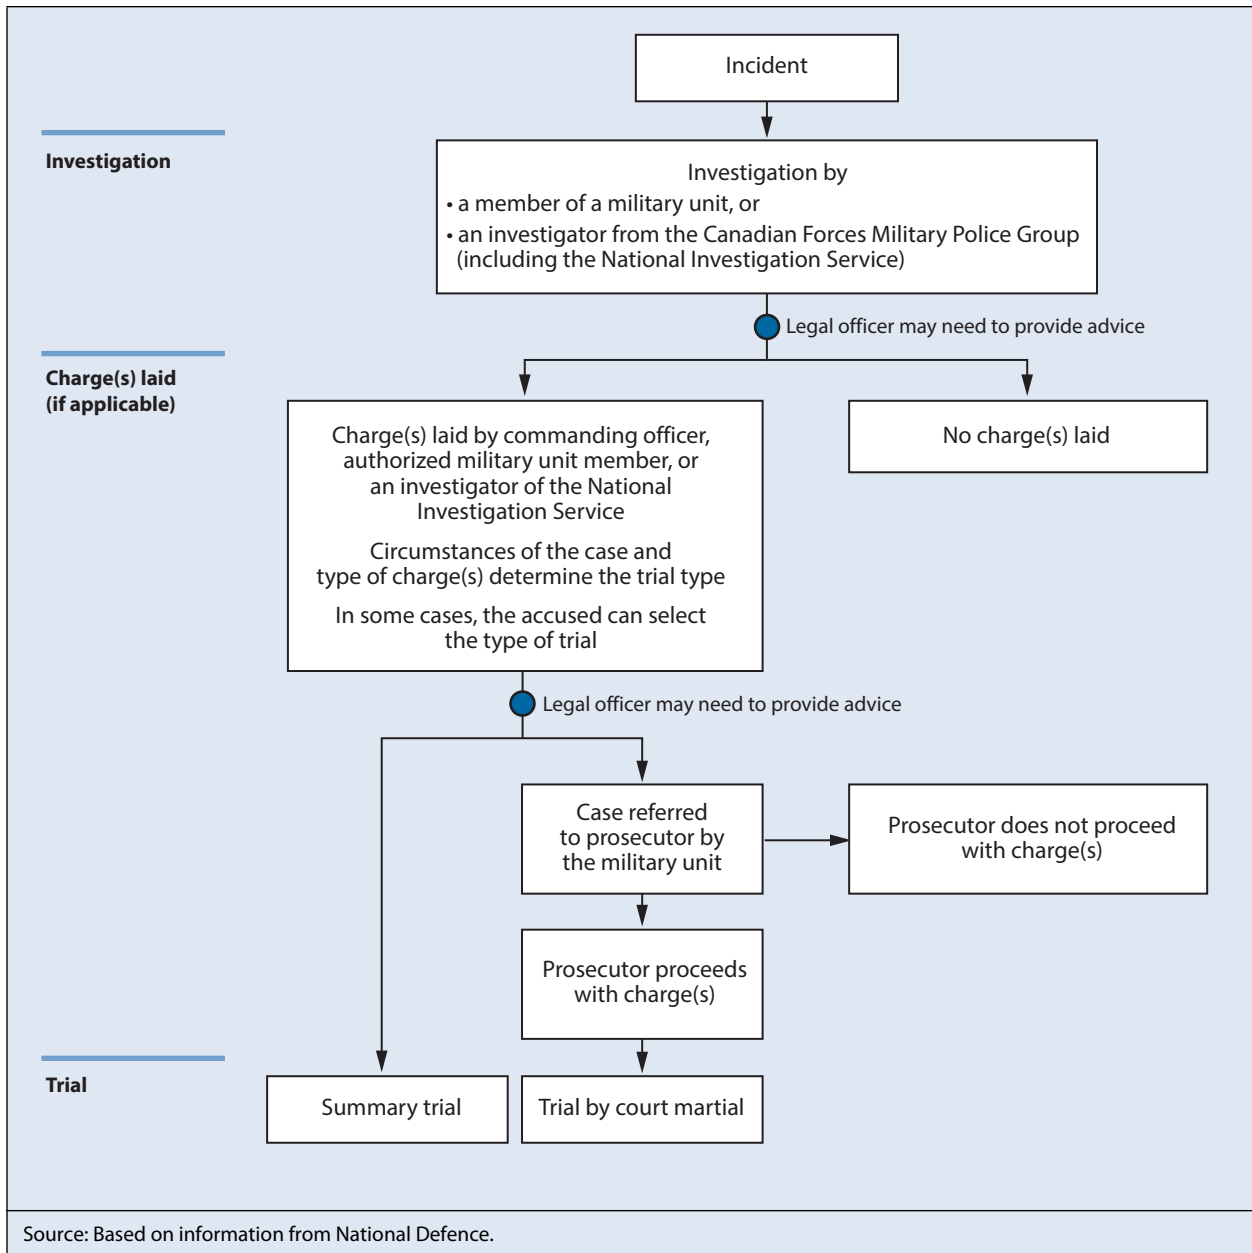 Incident
Investigation
Investigation by
• a member of a military unit, or
• an investigator from the Canadian Forces Military Police Group
(including the National Investigation Service)
Legal officer may need to provide advice
Charge(s) laid
(if applicable)
Charge(s) laid by commanding officer,
authorized military unit member, or
an investigator of the National
Investigation Service
Circumstances of the case and
type of charge(s) determine the trial type
In some cases, the accused can select
the type of trial
No charge(s) laid
Legal officer may need to provide advice
Case referred
to prosecutor by
the military unit
Prosecutor does not proceed
with charge(s)
Prosecutor proceeds
with charge(s)
Trial
Summary trial
Trial by court martial
Source: Based on information from National Defence.